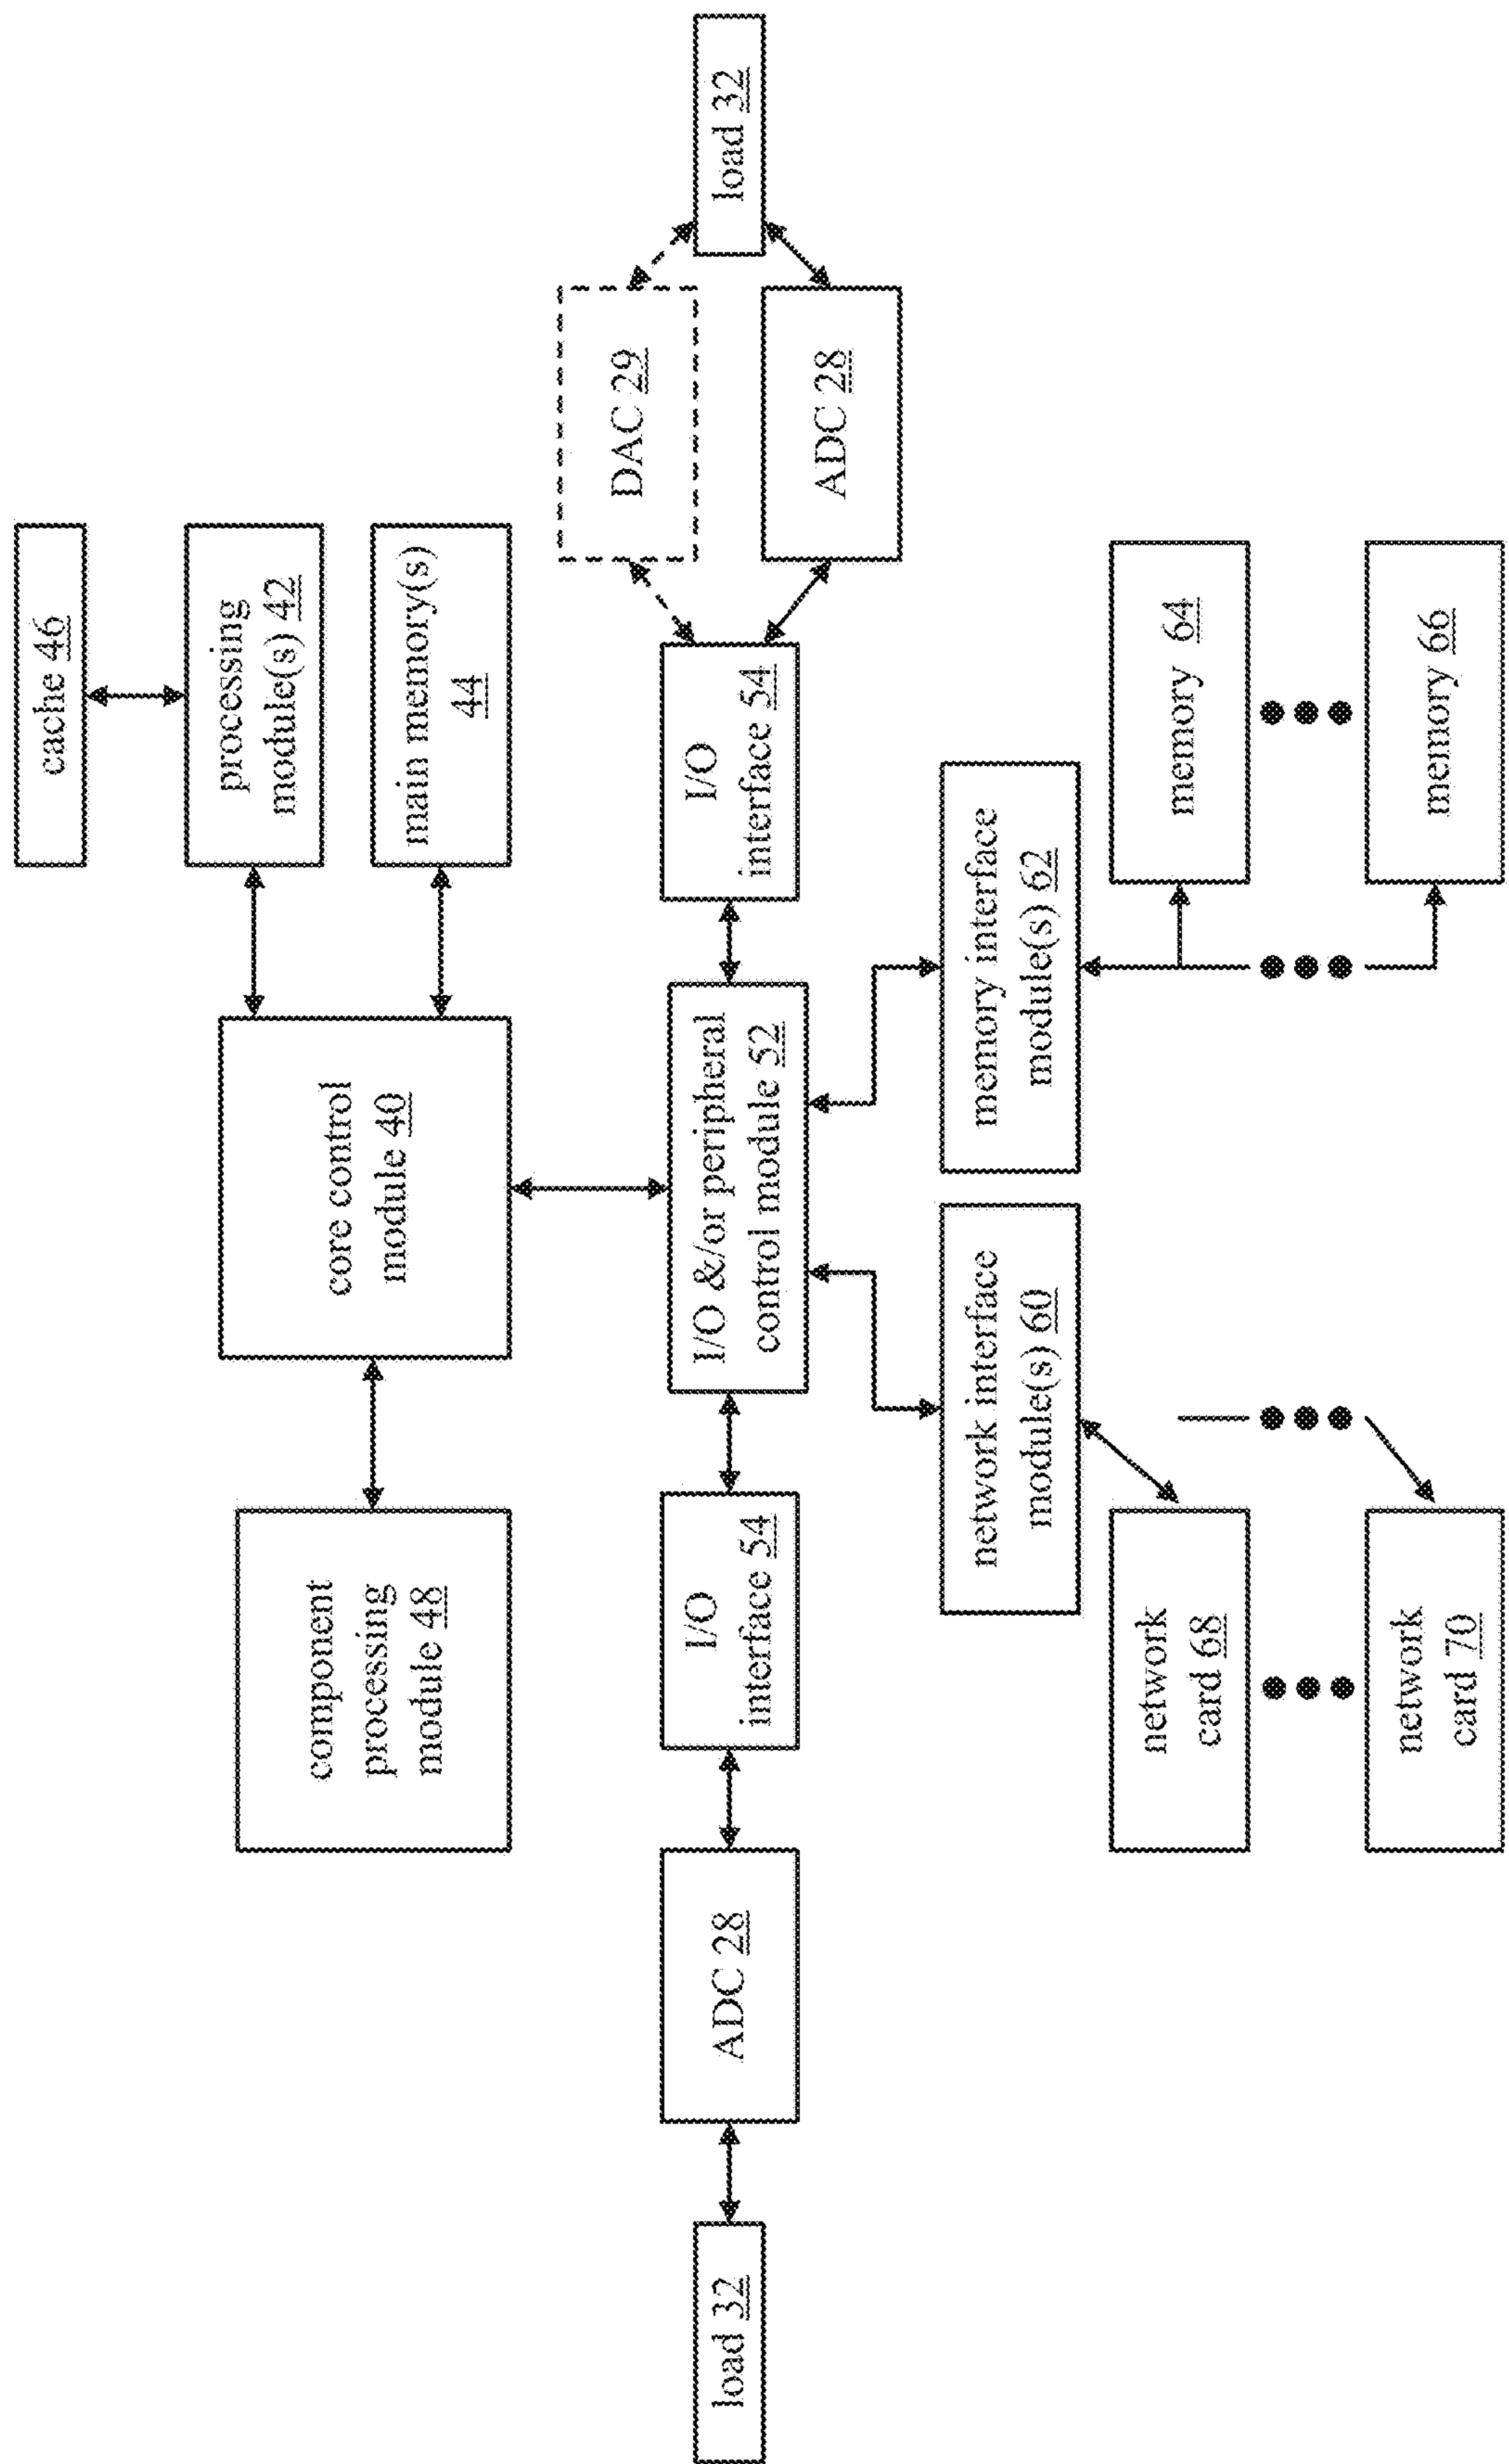 cache 46
processing
module(s) 42
main memory(s)
44
core control
module 40
component
processing
module 48
load 32
DAC 29
ADC 28
I/O
interface 54
I/O &/or peripheral
control module 52
I/O
interface 54
ADC 28
load 32
memory interface
module(s) 62
network interface
module(s) 60
memory 64
memory 66
network
card 68
network
card 70